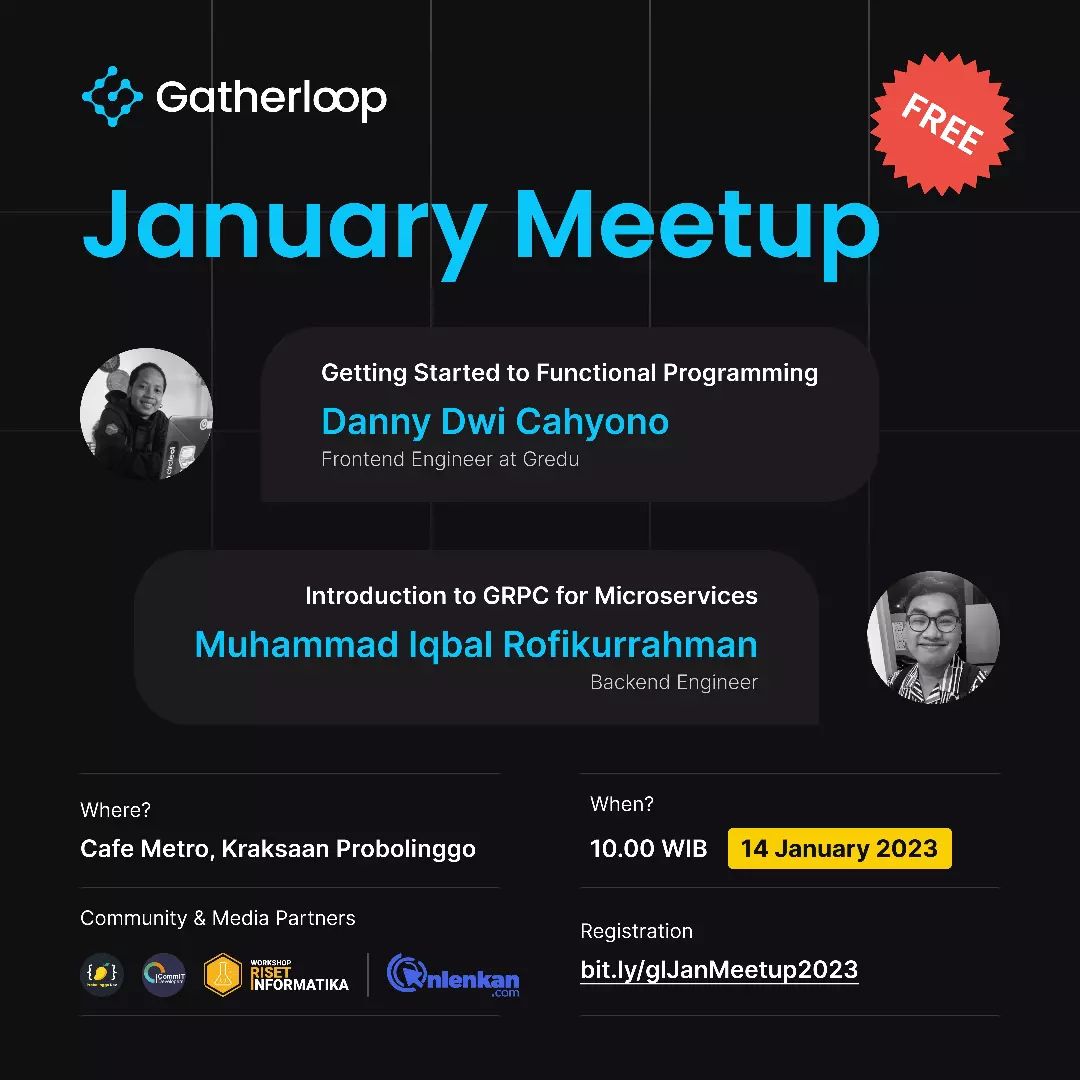 Gatherloop
FREE
January Meetup
Getting Started to Functional Programming
Danny Dwi Cahyono
Frontend Engineer at Gredu
Introduction to GRPC for Microservices
Muhammad Iqbal Rofikurrahman
Backend Engineer
Where?
Cafe Metro, Kraksaan Probolinggo
When?
10.00 WIB 14 January 2023
Community & Media Partners
CommIT
Developers
WORKSHOP
RISET
INFORMATIKA
Onlenkan
.com
Registration
bit.ly/glJanMeetup2023